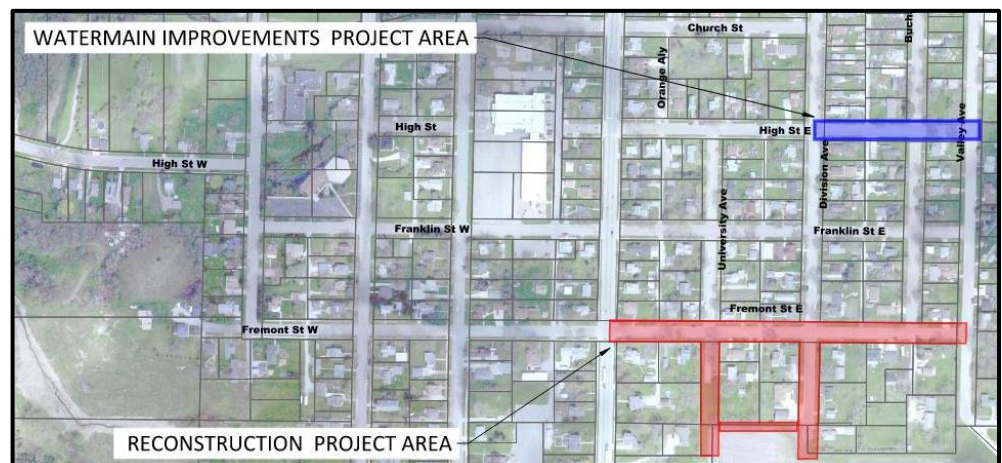 WATERMAIN IMPROVEMENTS PROJECT AREA
Church St
Buch
Orange Aly
High St
High St E
High St W
Valley Ave
Division Ave
University Ave
Franklin St W
Franklin St E
Fremont St E
Fremont St W
RECONSTRUCTION PROJECT AREA